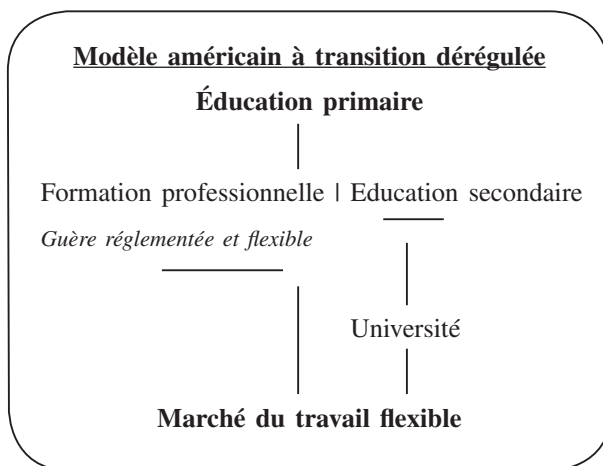 Modèle américain à transition dérégulée
Éducation primaire
Formation professionnelle | Education secondaire
Guère réglementée et flexible
Université
Marché du travail flexible